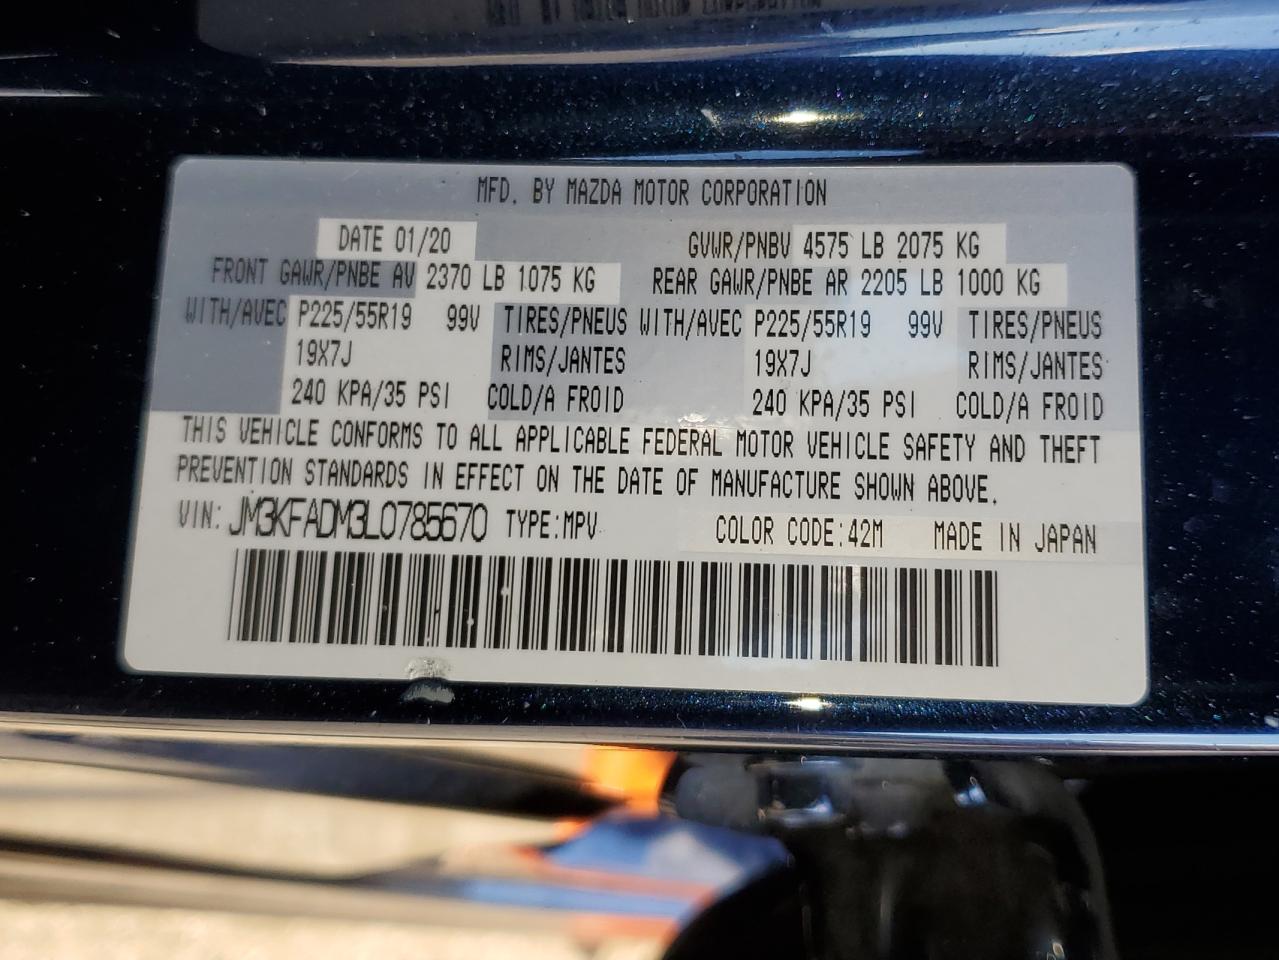 MFD. BY MAZDA MOTOR CORPORATION
DATE 01/20 GVWR/PNBV 4575 LB 2075 KG
FRONT GAWR/PNBE AV 2370 LB 1075 KG REAR GAWR/PNBE AR 2205 LB 1000 KG
WITH/AVEC P225/55R19 99V TIRES/PNEUS WITH/AVEC P225/55R19 99V TIRES/PNEUS
19X7J RIMS/JANTES 19X7J RIMS/JANTES
240 KPA/35 PSI COLD/A FROID 240 KPA/35 PSI COLD/A FROID
THIS VEHICLE CONFORMS TO ALL APPLICABLE FEDERAL MOTOR VEHICLE SAFETY AND THEFT
PREVENTION STANDARDS IN EFFECT ON THE DATE OF MANUFACTURE SHOWN ABOVE.
VIN: JM3KFADM3L0785670 TYPE:MPV COLOR CODE:42M MADE IN JAPAN